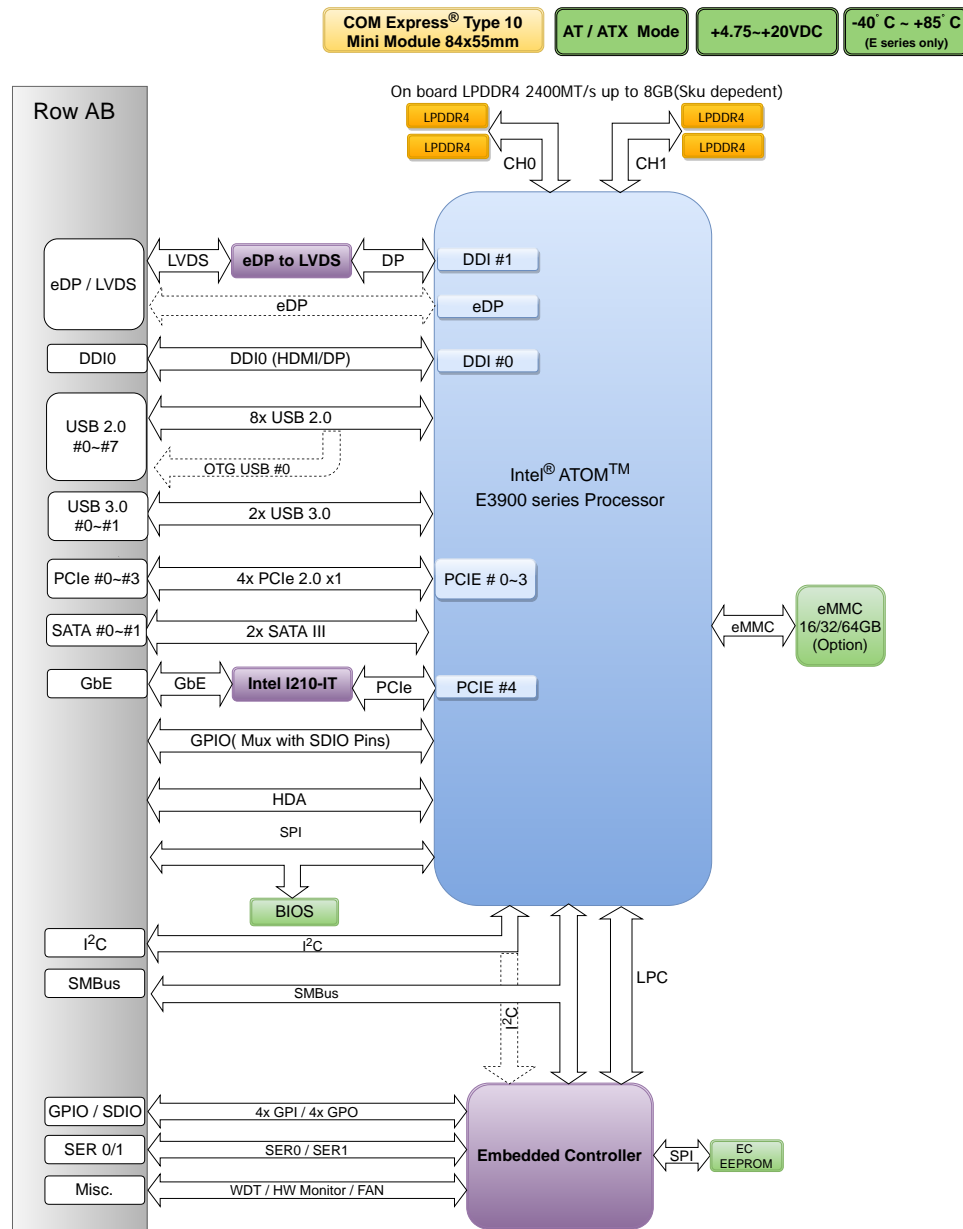 COM Express® Type 10
Mini Module 84x55mm
AT / ATX Mode
+4.75~+20VDC
-40° C ~ +85° C
(E series only)
On board LPDDR4 2400MT/s up to 8GB(Sku depedent)
Row AB
LPDDR4
LPDDR4
LPDDR4
LPDDR4
CH0
CH1
eDP / LVDS
LVDS
eDP to LVDS
DP
DDI #1
eDP
eDP
DDI0
DDI0 (HDMI/DP)
DDI #0
USB 2.0
#0~#7
8x USB 2.0
OTG USB #0
Intel® ATOM™
E3900 series Processor
USB 3.0
#0~#1
2x USB 3.0
PCIe #0~#3
4x PCIe 2.0 x1
PCIE # 0~3
SATA #0~#1
2x SATA III
eMMC
eMMC
16/32/64GB
(Option)
GbE
GbE
Intel I210-IT
PCIe
PCIE #4
GPIO( Mux with SDIO Pins)
HDA
SPI
BIOS
I²C
I²C
SMBus
SMBus
I²C
LPC
GPIO / SDIO
4x GPI / 4x GPO
SER 0/1
SER0 / SER1
Embedded Controller
SPI
EC
EEPROM
Misc.
WDT / HW Monitor / FAN